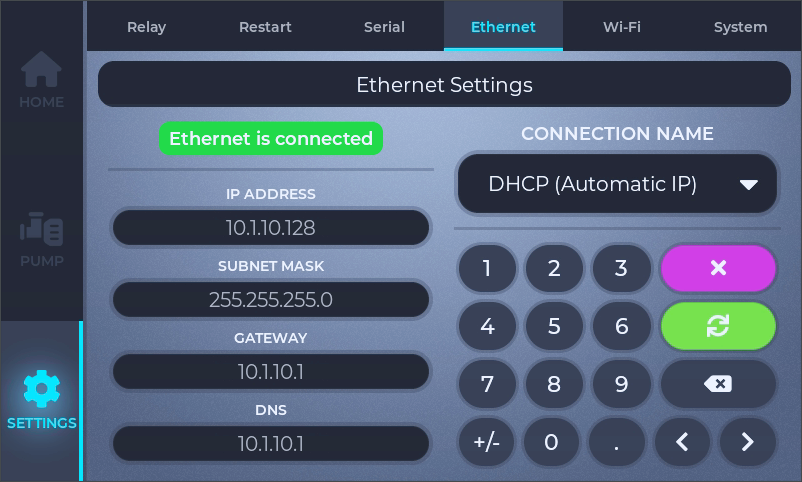 Relay
Restart
Serial
Ethernet
Wi-Fi
System
HOME
PUMP
SETTINGS
Ethernet Settings
Ethernet is connected
IP ADDRESS
10.1.10.128
SUBNET MASK
255.255.255.0
GATEWAY
10.1.10.1
DNS
10.1.10.1
CONNECTION NAME
DHCP (Automatic IP)
1 2 3
4 5 6
7 8 9
+/- 0 .